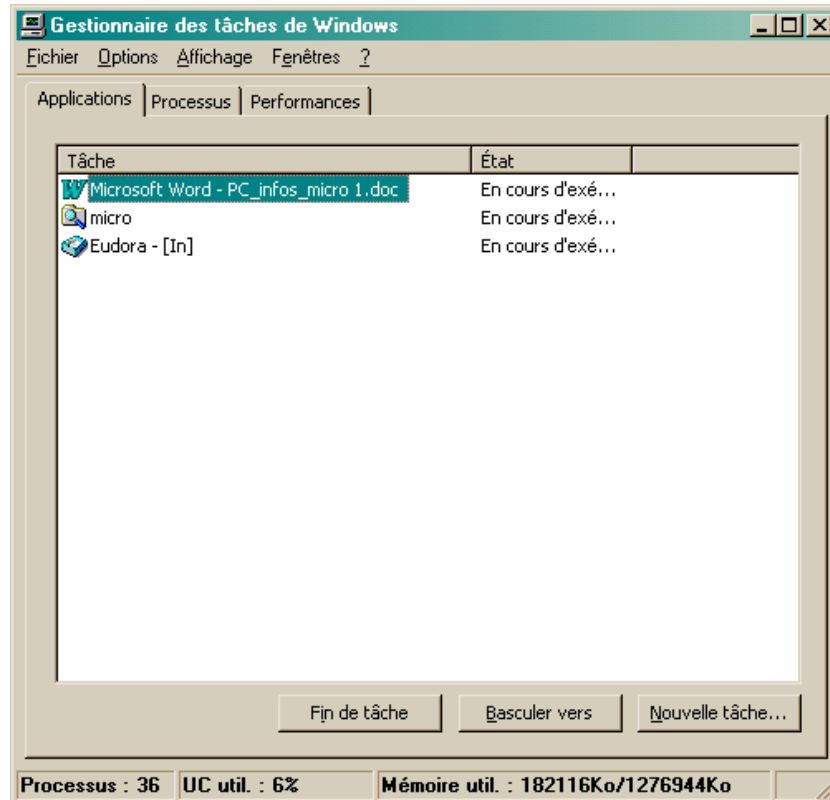 Gestionnaire des tâches de Windows
Fichier Options Affichage Fenêtres ?
Applications Processus Performances
Tâche État
Microsoft Word - PC_infos_micro 1.doc En cours d'exé...
micro En cours d'exé...
Eudora - [In] En cours d'exé...
Fin de tâche Basculer vers Nouvelle tâche...
Processus : 36 UC util. : 6% Mémoire util. : 182116Ko/1276944Ko